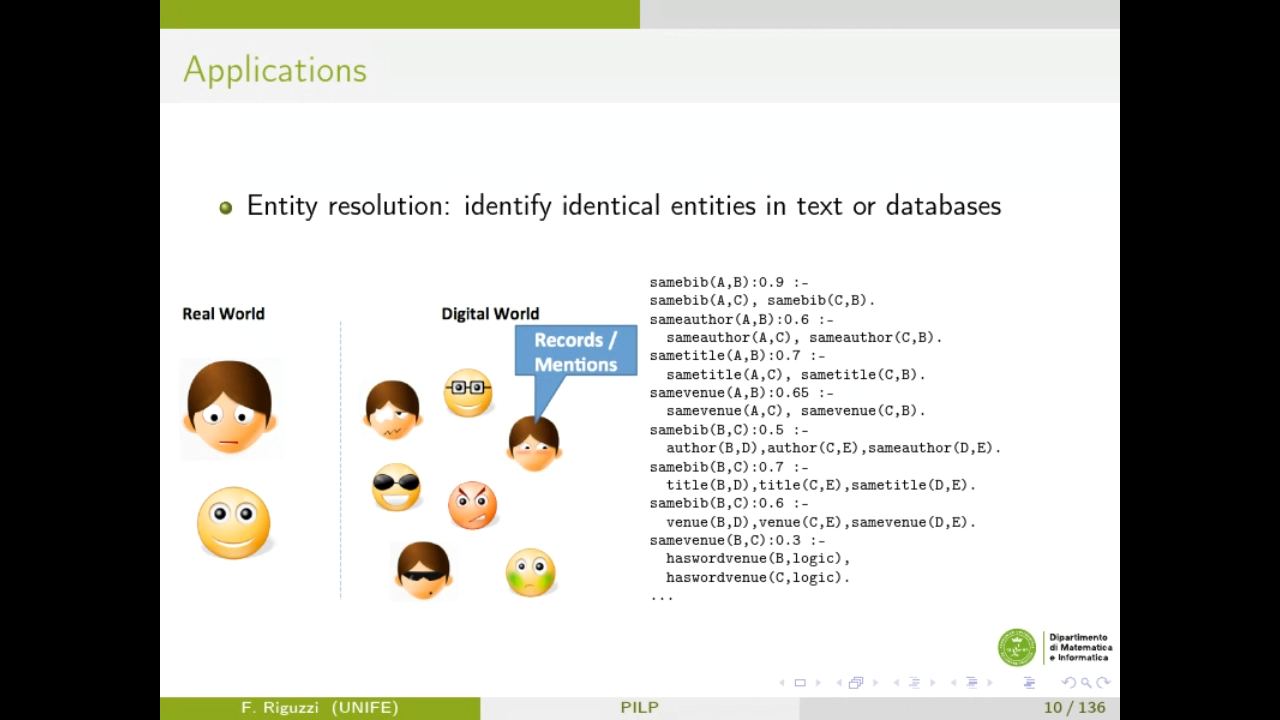 Applications
Entity resolution: identify identical entities in text or databases
Real World
Digital World
Records /
Mentions
samebib(A,B):0.9 :-
samebib(A,C), samebib(C,B).
sameauthor(A,B):0.6 :-
sameauthor(A,C), sameauthor(C,B).
sametitle(A,B):0.7 :-
sametitle(A,C), sametitle(C,B).
samevenue(A,B):0.65 :-
samevenue(A,C), samevenue(C,B).
samebib(B,C):0.5 :-
author(B,D),author(C,E),sameauthor(D,E).
samebib(B,C):0.7 :-
title(B,D),title(C,E),sametitle(D,E).
samebib(B,C):0.6 :-
venue(B,D),venue(C,E),samevenue(D,E).
samevenue(B,C):0.3 :-
haswordvenue(B,logic),
haswordvenue(C,logic).
...
Dipartimento
di Matematica
e Informatica
F. Riguzzi (UNIFE)
PILP
10 / 136